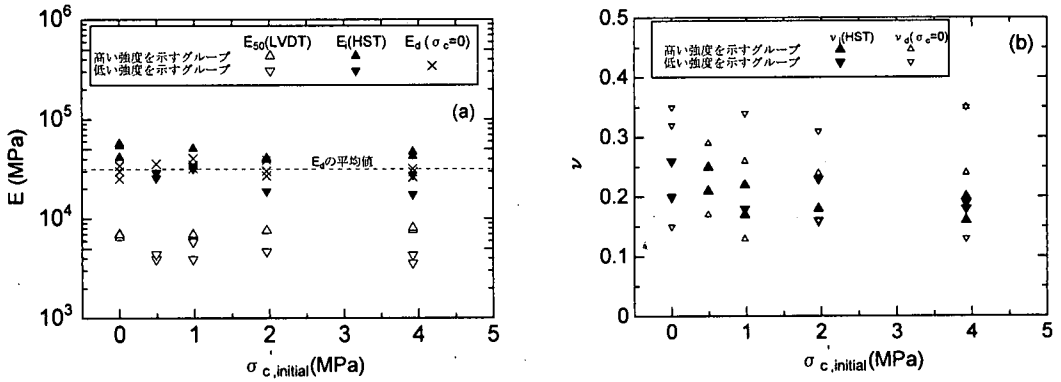 E50(LVDT) Ei(HST) Ed(σc=0)
高い強度を示すグループ
低い強度を示すグループ
(a)
Edの平均値
E (MPa)
10^6
10^5
10^4
10^3
0 1 2 3 4 5
σ'c,initial(MPa)
νi(HST) νd(σc=0)
高い強度を示すグループ
低い強度を示すグループ
(b)
ν
0.5
0.4
0.3
0.2
0.1
0
0 1 2 3 4 5
σ'c,initial(MPa)